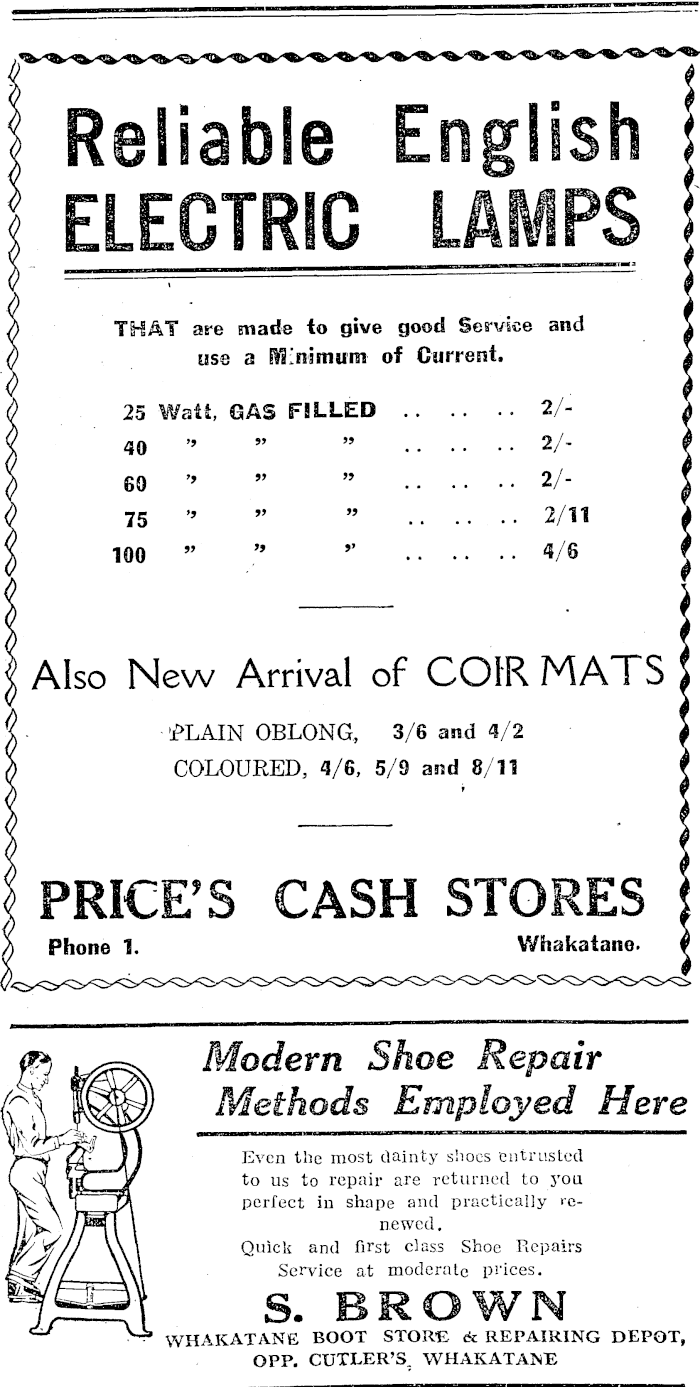 Reliable English
ELECTRIC LAMPS
THAT are made to give good Service and
use a Minimum of Current.
25 Watt, GAS FILLED .. .. .. 2/-
40 ” ” ” .. .. .. 2/-
60 ” ” ” .. .. .. 2/-
75 ” ” ” .. .. .. 2/11
100 ” ” ” .. .. .. 4/6
Also New Arrival of COIR MATS
PLAIN OBLONG, 3/6 and 4/2
COLOURED, 4/6, 5/9 and 8/11
PRICE'S CASH STORES
Phone 1. Whakatane.
Modern Shoe Repair
Methods Employed Here
Even the most dainty shoes entrusted
to us to repair are returned to you
perfect in shape and practically re-
newed.
Quick and first class Shoe Repairs
Service at moderate prices.
S. BROWN
WHAKATANE BOOT STORE & REPAIRING DEPOT,
OPP. CUTLER'S, WHAKATANE